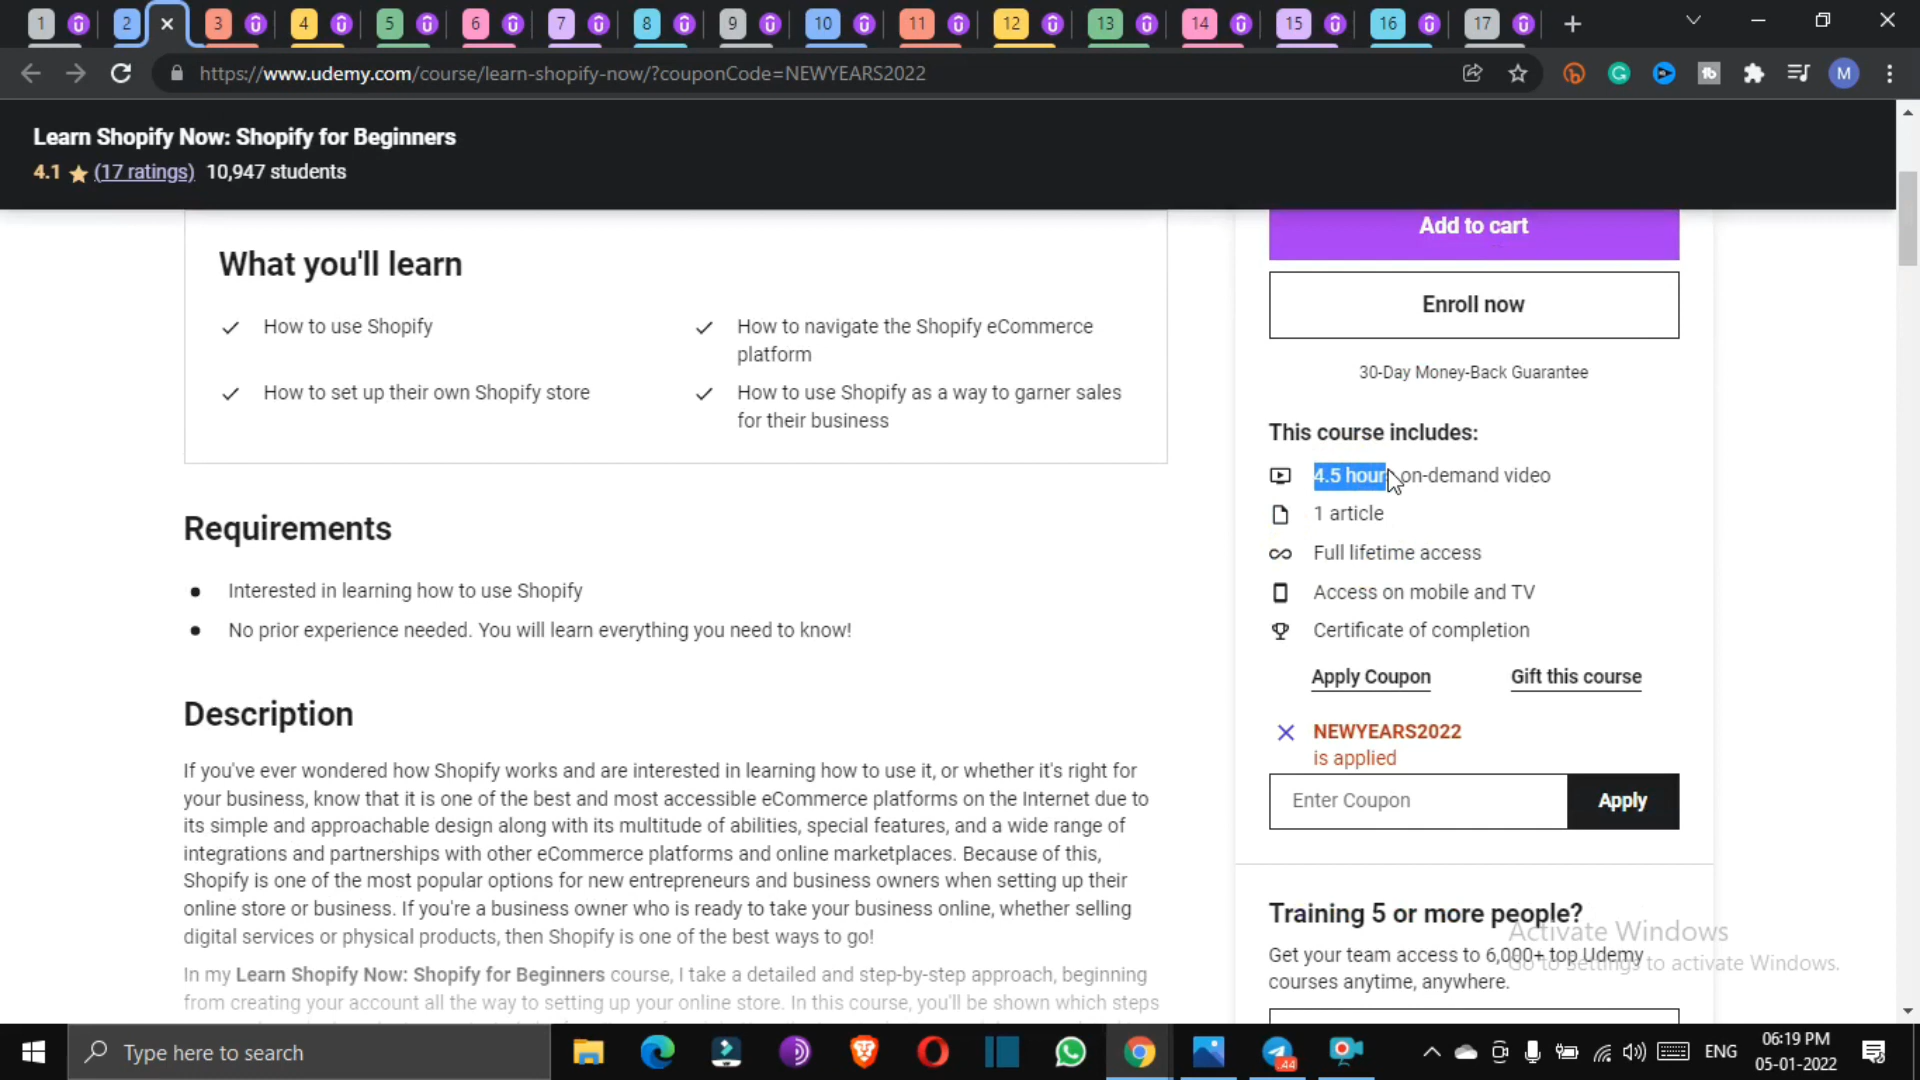 1 2 3 4 5 6 7 8 9 10 11 12 13 14 15 16 17
https://www.udemy.com/course/learn-shopify-now/?couponCode=NEWYEARS2022
M
Learn Shopify Now: Shopify for Beginners
4.1 (17 ratings) 10,947 students
What you'll learn
How to use Shopify
How to navigate the Shopify eCommerce
platform
How to set up their own Shopify store
How to use Shopify as a way to garner sales
for their business
Requirements
Interested in learning how to use Shopify
No prior experience needed. You will learn everything you need to know!
Description
If you've ever wondered how Shopify works and are interested in learning how to use it, or whether it's right for
your business, know that it is one of the best and most accessible eCommerce platforms on the Internet due to
its simple and approachable design along with its multitude of abilities, special features, and a wide range of
integrations and partnerships with other eCommerce platforms and online marketplaces. Because of this,
Shopify is one of the most popular options for new entrepreneurs and business owners when setting up their
online store or business. If you're a business owner who is ready to take your business online, whether selling
digital services or physical products, then Shopify is one of the best ways to go!
In my Learn Shopify Now: Shopify for Beginners course, I take a detailed and step-by-step approach, beginning
from creating your account all the way to setting up your online store. In this course, you'll be shown which steps
Add to cart
Enroll now
30-Day Money-Back Guarantee
This course includes:
4.5 hours on-demand video
1 article
Full lifetime access
Access on mobile and TV
Certificate of completion
Apply Coupon Gift this course
NEWYEARS2022
is applied
Enter Coupon Apply
Training 5 or more people?
Get your team access to 6,000+ top Udemy
courses anytime, anywhere.
Activate Windows
Go to Settings to activate Windows.
Type here to search
44
ENG
06:19 PM
05-01-2022